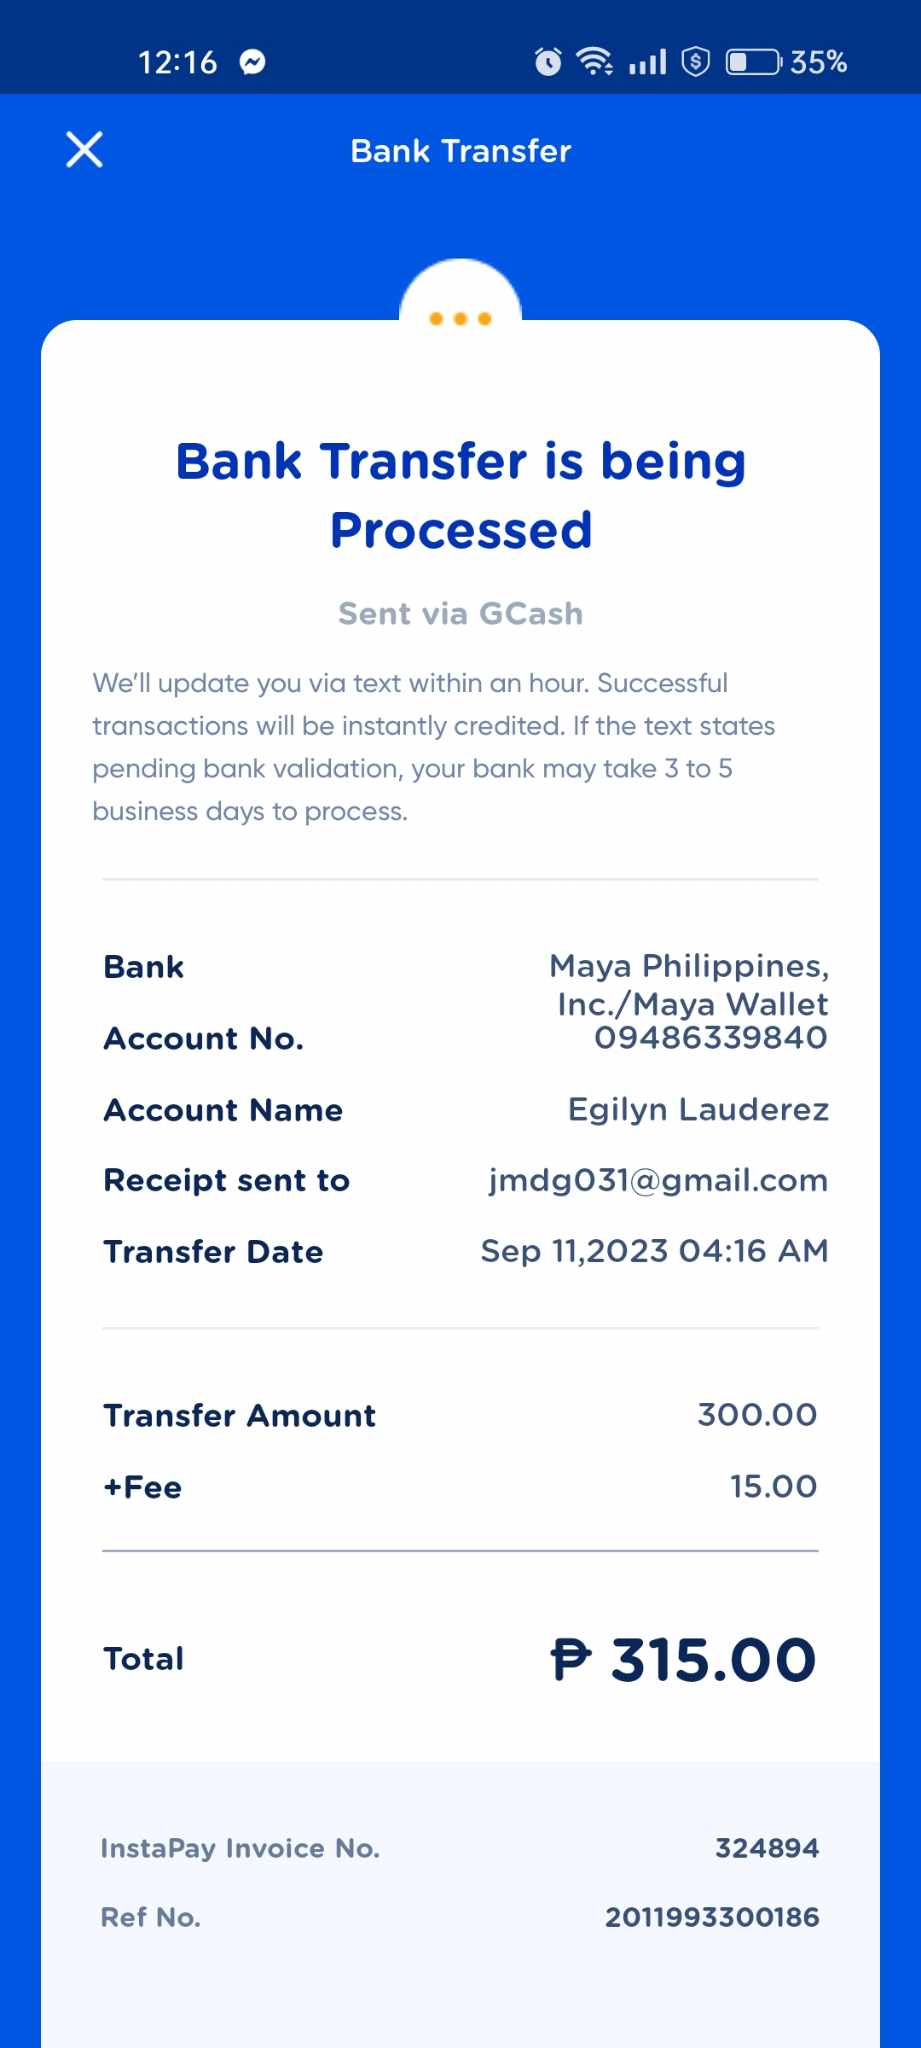 12:16 35%
Bank Transfer
Bank Transfer is being
Processed
Sent via GCash
We'll update you via text within an hour. Successful
transactions will be instantly credited. If the text states
pending bank validation, your bank may take 3 to 5
business days to process.
Bank Maya Philippines,
Inc./Maya Wallet
Account No. 09486339840
Account Name Egilyn Lauderez
Receipt sent to jmdg031@gmail.com
Transfer Date Sep 11,2023 04:16 AM
Transfer Amount 300.00
+Fee 15.00
Total ₱ 315.00
InstaPay Invoice No. 324894
Ref No. 2011993300186